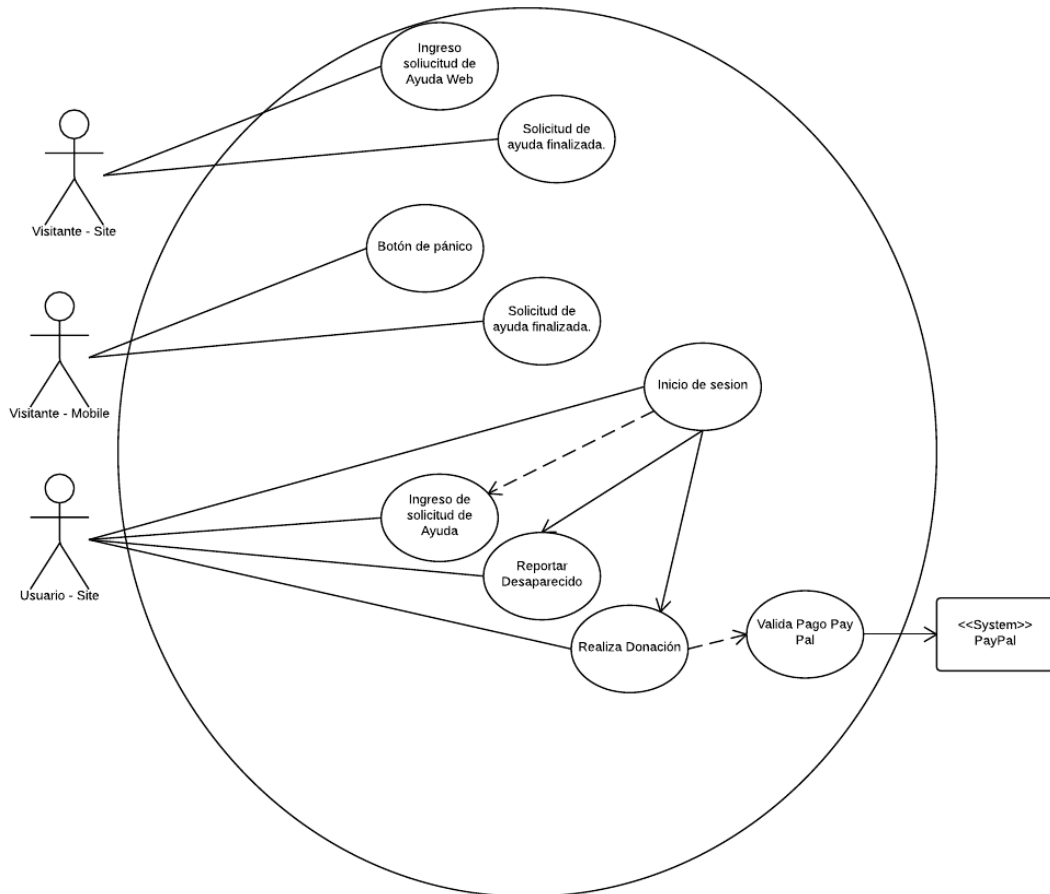 Ingreso
soliucitud de
Ayuda Web
Solicitud de
ayuda finalizada.
Visitante - Site
Botón de pánico
Solicitud de
ayuda finalizada.
Visitante - Mobile
Inicio de sesion
Ingreso de
solicitud de
Ayuda
Reportar
Desaparecido
Usuario - Site
Realiza Donación
Valida Pago Pay
Pal
<<System>>
PayPal